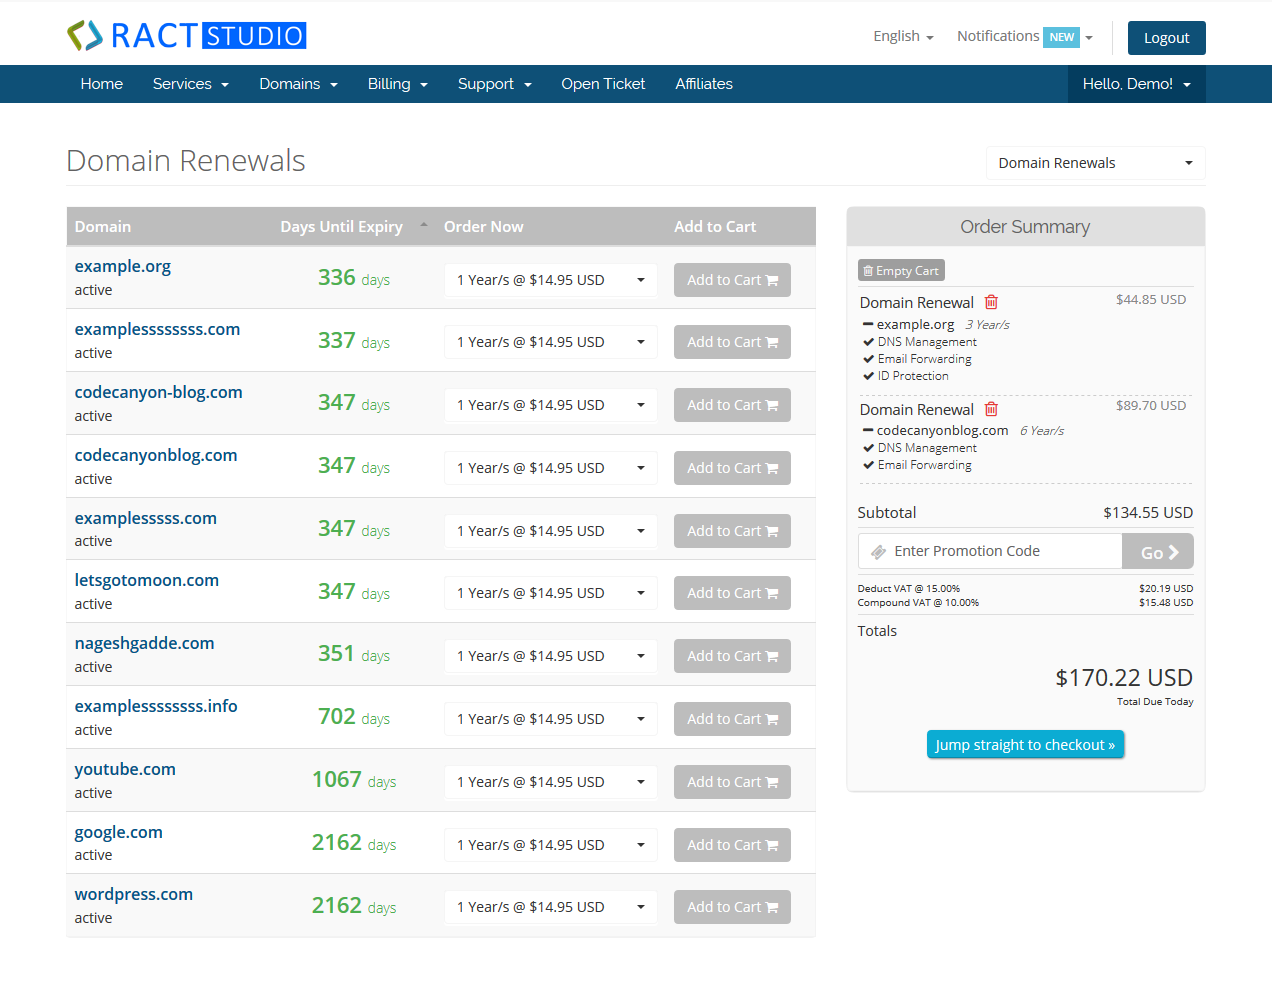 RACT STUDIO
English
Notifications NEW
Logout
Home
Services
Domains
Billing
Support
Open Ticket
Affiliates
Hello, Demo!
Domain Renewals
Domain Renewals
Domain Days Until Expiry Order Now Add to Cart
example.org
active
336 days
1 Year/s @ $14.95 USD
Add to Cart
examplessssssss.com
active
337 days
1 Year/s @ $14.95 USD
Add to Cart
codecanyon-blog.com
active
347 days
1 Year/s @ $14.95 USD
Add to Cart
codecanyonblog.com
active
347 days
1 Year/s @ $14.95 USD
Add to Cart
examplesssss.com
active
347 days
1 Year/s @ $14.95 USD
Add to Cart
letsgotomoon.com
active
347 days
1 Year/s @ $14.95 USD
Add to Cart
nageshgadde.com
active
351 days
1 Year/s @ $14.95 USD
Add to Cart
examplessssssss.info
active
702 days
1 Year/s @ $14.95 USD
Add to Cart
youtube.com
active
1067 days
1 Year/s @ $14.95 USD
Add to Cart
google.com
active
2162 days
1 Year/s @ $14.95 USD
Add to Cart
wordpress.com
active
2162 days
1 Year/s @ $14.95 USD
Add to Cart
Order Summary
Empty Cart
Domain Renewal $44.85 USD
example.org 3 Year/s
DNS Management
Email Forwarding
ID Protection
Domain Renewal $89.70 USD
codecanyonblog.com 6 Year/s
DNS Management
Email Forwarding
Subtotal $134.55 USD
Enter Promotion Code Go
Deduct VAT @ 15.00% $20.19 USD
Compound VAT @ 10.00% $15.48 USD
Totals
$170.22 USD
Total Due Today
Jump straight to checkout »